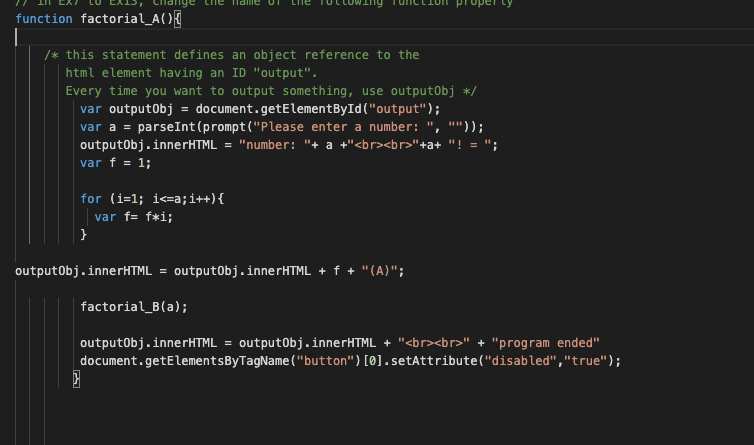 // in Ex7 to Ex13, change the name of the following function properly
function factorial_A(){
/* this statement defines an object reference to the
html element having an ID "output".
Every time you want to output something, use outputObj */
var outputObj = document.getElementById("output");
var a = parseInt(prompt("Please enter a number: ", ""));
outputObj.innerHTML = "number: "+ a +"<br><br>"+a+ "! = ";
var f = 1;
for (i=1; i<=a;i++){
var f= f*i;
}
outputObj.innerHTML = outputObj.innerHTML + f + "(A)";
factorial_B(a);
outputObj.innerHTML = outputObj.innerHTML + "<br><br>" + "program ended"
document.getElementsByTagName("button")[0].setAttribute("disabled","true");
}